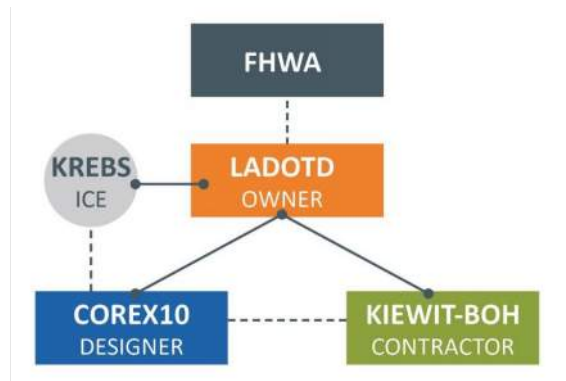 FHWA
KREBS
ICE
LADOTD
OWNER
COREX10
DESIGNER
KIEWIT-BOH
CONTRACTOR